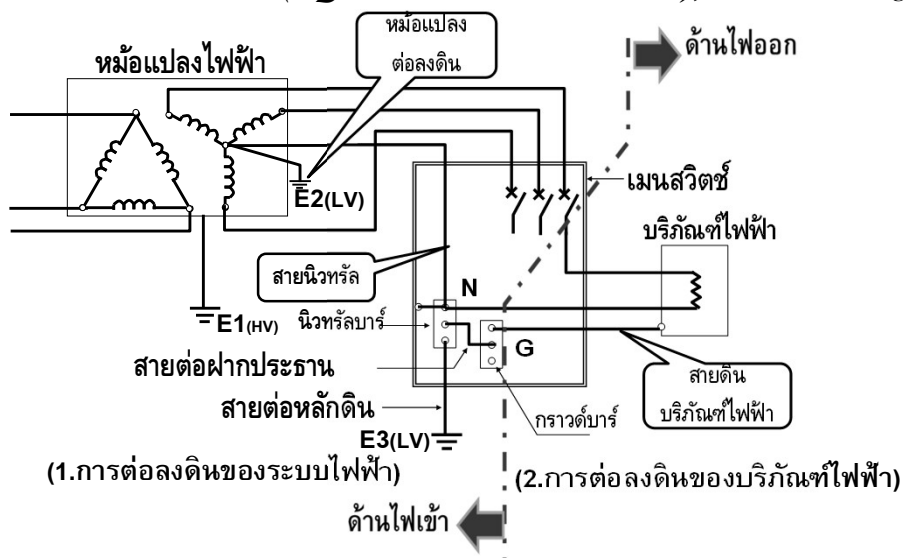 หม้อแปลง
ต่อลงดิน
ด้านไฟออก
หม้อแปลงไฟฟ้า
E2(LV)
เมนสวิตช์
บริภัณฑ์ไฟฟ้า
สายนิวทรัล
N
E1(HV)
นิวทรัลบาร์
G
สายต่อฝากประธาน
สายดิน
บริภัณฑ์ไฟฟ้า
สายต่อหลักดิน
กราวด์บาร์
E3(LV)
(1.การต่อลงดินของระบบไฟฟ้า)
(2.การต่อลงดินของบริภัณฑ์ไฟฟ้า)
ด้านไฟเข้า